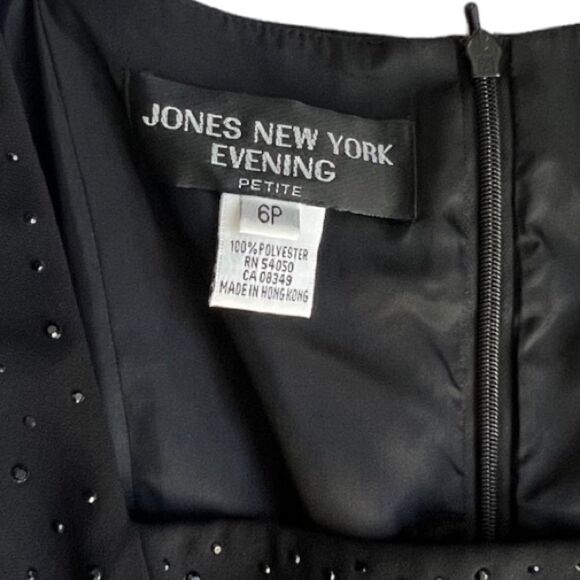 JONES NEW YORK
EVENING
PETITE
6P
100% POLYESTER
RN 54050
CA 08349
MADE IN HONG KONG